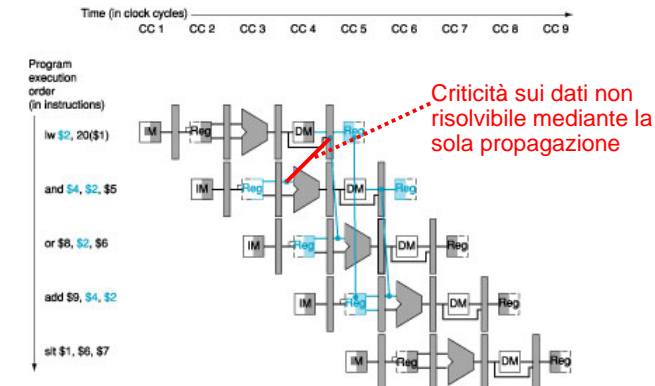 Time (in clock cycles)
CC 1 CC 2 CC 3 CC 4 CC 5 CC 6 CC 7 CC 8 CC 9
Program
execution
order
(in instructions)
Criticità sui dati non
risolvibile mediante la
sola propagazione
lw $2, 20($1)
IM Reg DM Reg
and $4, $2, $5
IM Reg DM Reg
or $8, $2, $6
IM Reg DM Reg
add $9, $4, $2
IM Reg DM Reg
slt $1, $6, $7
IM Reg DM Reg